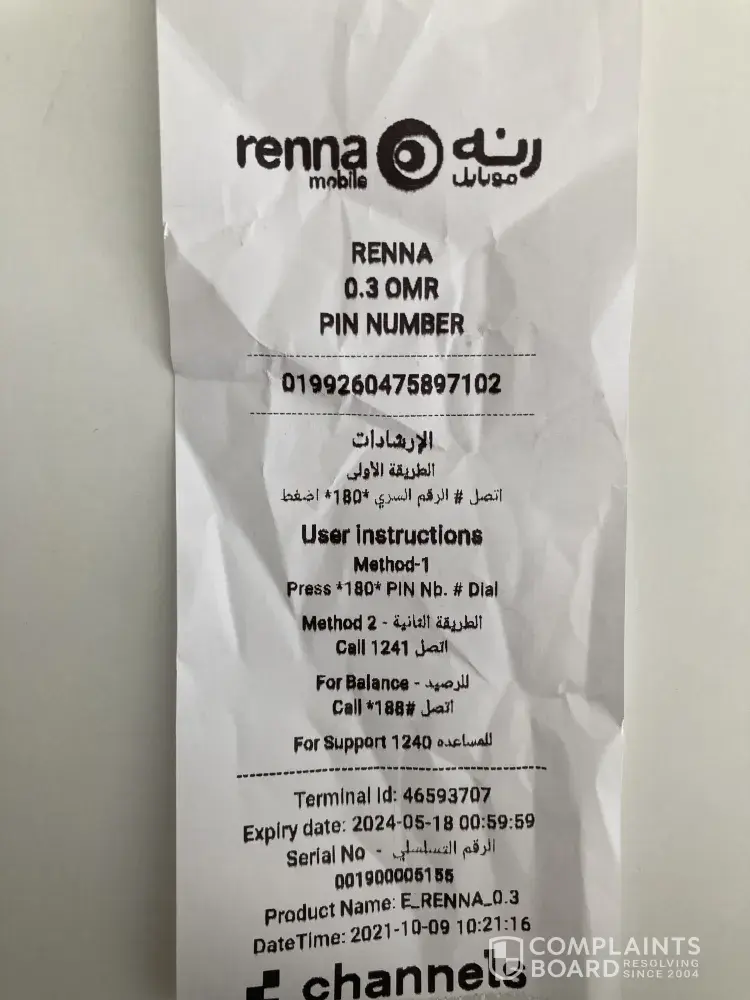 renna رنه
mobile موبايل
RENNA
0.3 OMR
PIN NUMBER
0199260475897102
الإرشادات
الطريقة الأولى
اتصل # الرقم السري *180* اضغط
User instructions
Method-1
Press *180* PIN Nb. # Dial
Method 2 - الطريقة الثانية
Call 1241 اتصل
For Balance - للرصيد
Call *188# اتصل
For Support 1240 للمساعده
Terminal Id: 46593707
Expiry date: 2024-05-18 00:59:59
Serial No - الرقم التسلسلي
001900005155
Product Name: E_RENNA_0.3
DateTime: 2021-10-09 10:21:16
channels
COMPLAINTS
BOARD RESOLVING
SINCE 2004